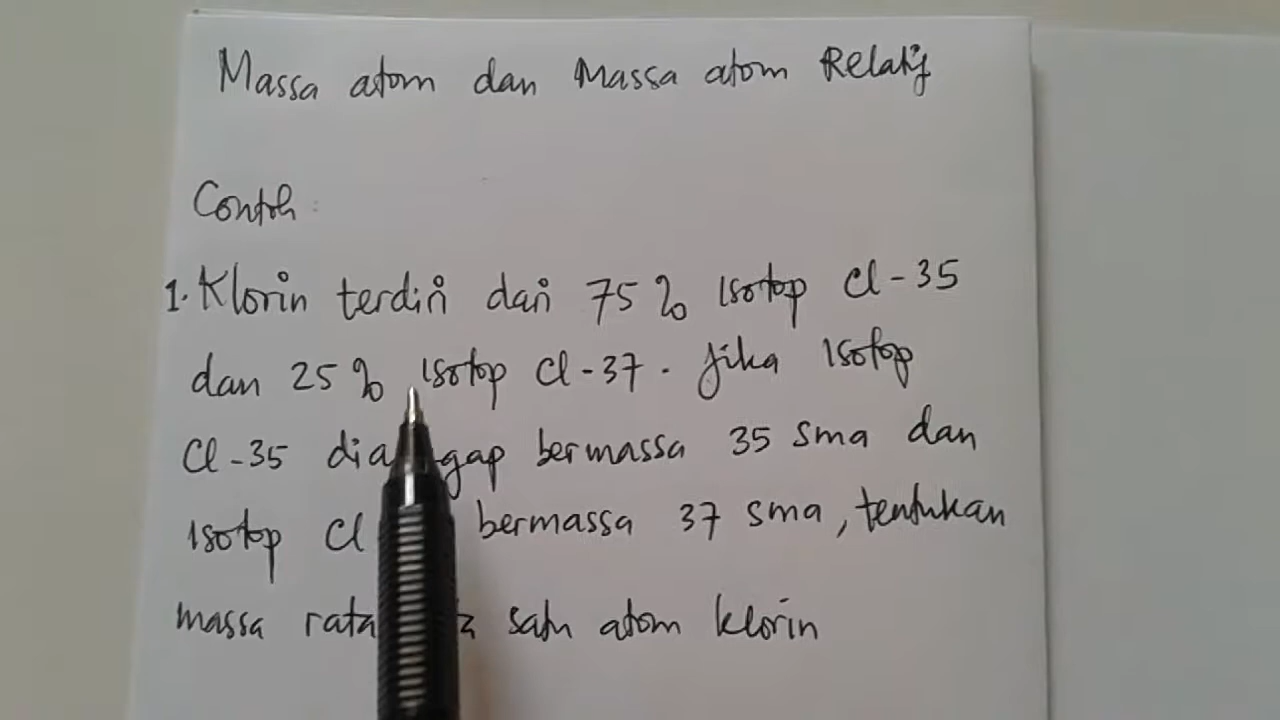 Massa atom dan Massa atom Relatif
Contoh :
1. Klorin terdiri dari 75% isotop Cl-35
dan 25% isotop Cl-37. Jika isotop
Cl-35 bermassa 35 sma dan
isotop Cl bermassa 37 sma, tentukan
massa rata satu atom klorin